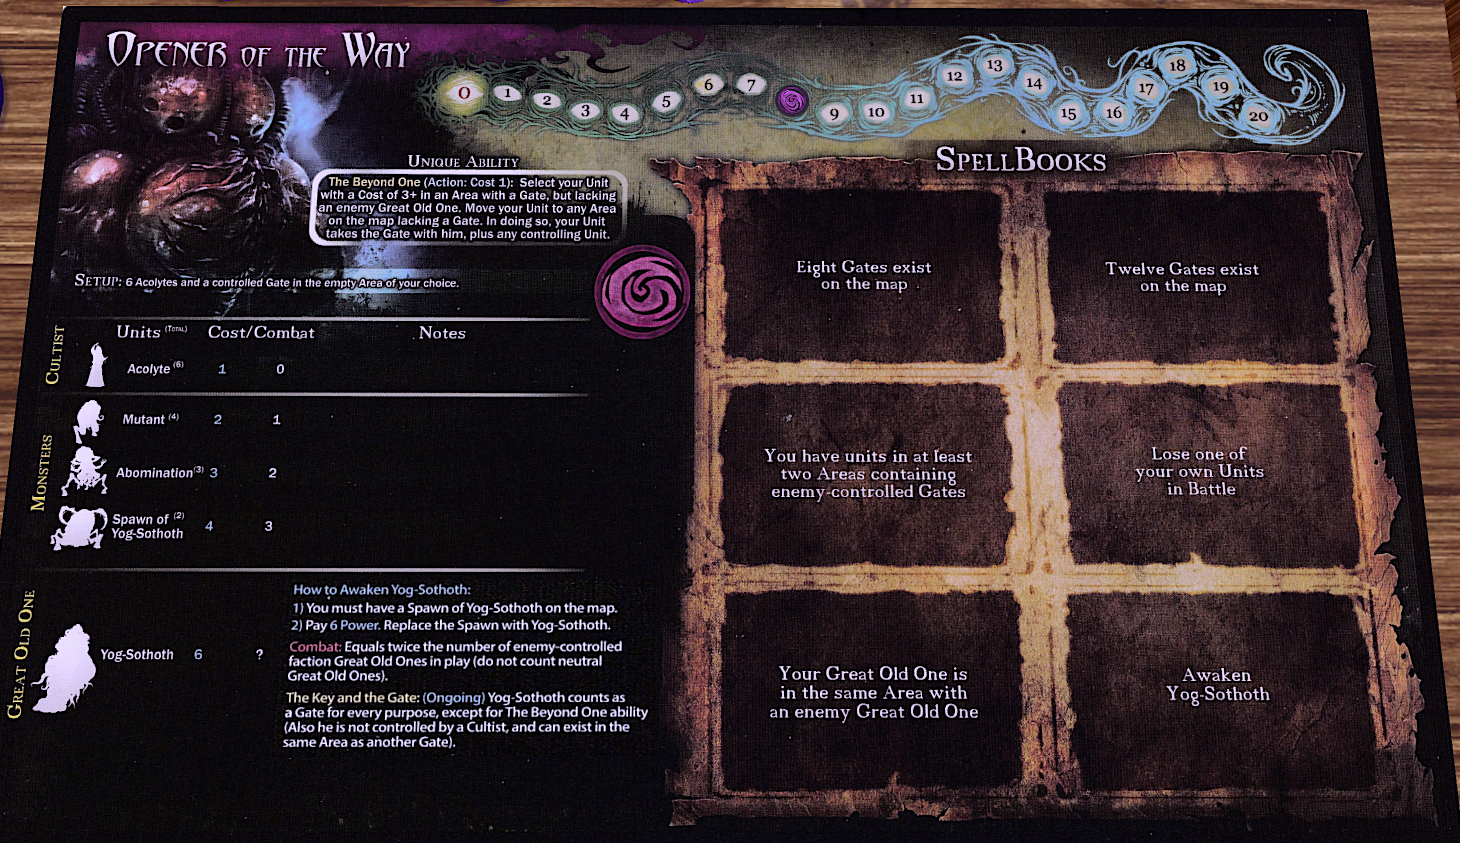 OPENER OF THE WAY
0 1 2 3 4 5 6 7 9 10 11 12 13 14 15 16 17 18 19 20
UNIQUE ABILITY
The Beyond One (Action: Cost 1): Select your Unit
with a Cost of 3+ in an Area with a Gate, but lacking
an enemy Great Old One. Move your Unit to any Area
on the map lacking a Gate. In doing so, your Unit
takes the Gate with him, plus any controlling Unit.
SETUP: 6 Acolytes and a controlled Gate in the empty Area of your choice.
Units (TOTAL) Cost/Combat Notes
CULTIST
Acolyte (6) 1 0
MONSTERS
Mutant (4) 2 1
Abomination (3) 3 2
Spawn of (2)
Yog-Sothoth 4 3
GREAT OLD ONE
Yog-Sothoth 6 ?
How to Awaken Yog-Sothoth:
1) You must have a Spawn of Yog-Sothoth on the map.
2) Pay 6 Power. Replace the Spawn with Yog-Sothoth.
Combat: Equals twice the number of enemy-controlled
faction Great Old Ones in play (do not count neutral
Great Old Ones).
The Key and the Gate: (Ongoing) Yog-Sothoth counts as
a Gate for every purpose, except for The Beyond One ability
(Also he is not controlled by a Cultist, and can exist in the
same Area as another Gate).
SPELLBOOKS
Eight Gates exist
on the map
Twelve Gates exist
on the map
You have units in at least
two Areas containing
enemy-controlled Gates
Lose one of
your own Units
in Battle
Your Great Old One is
in the same Area with
an enemy Great Old One
Awaken
Yog-Sothoth